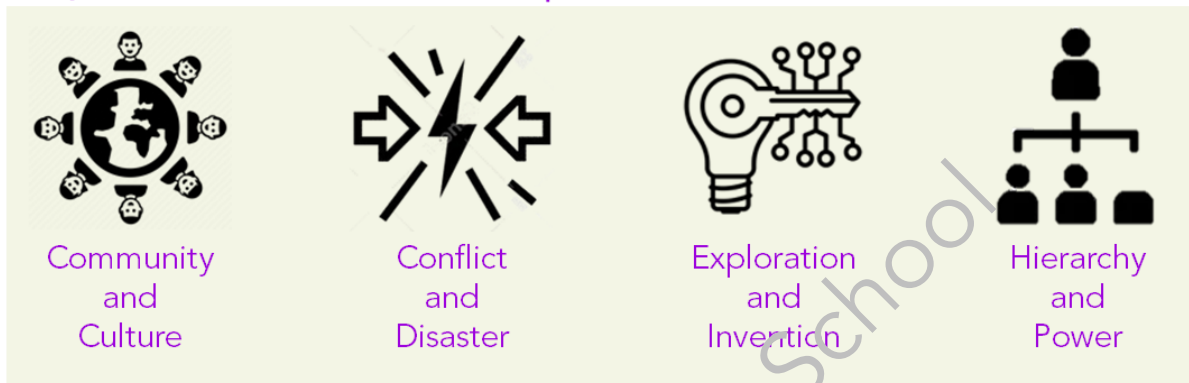 Community
and
Culture
Conflict
and
Disaster
Exploration
and
Invention
Hierarchy
and
Power
School